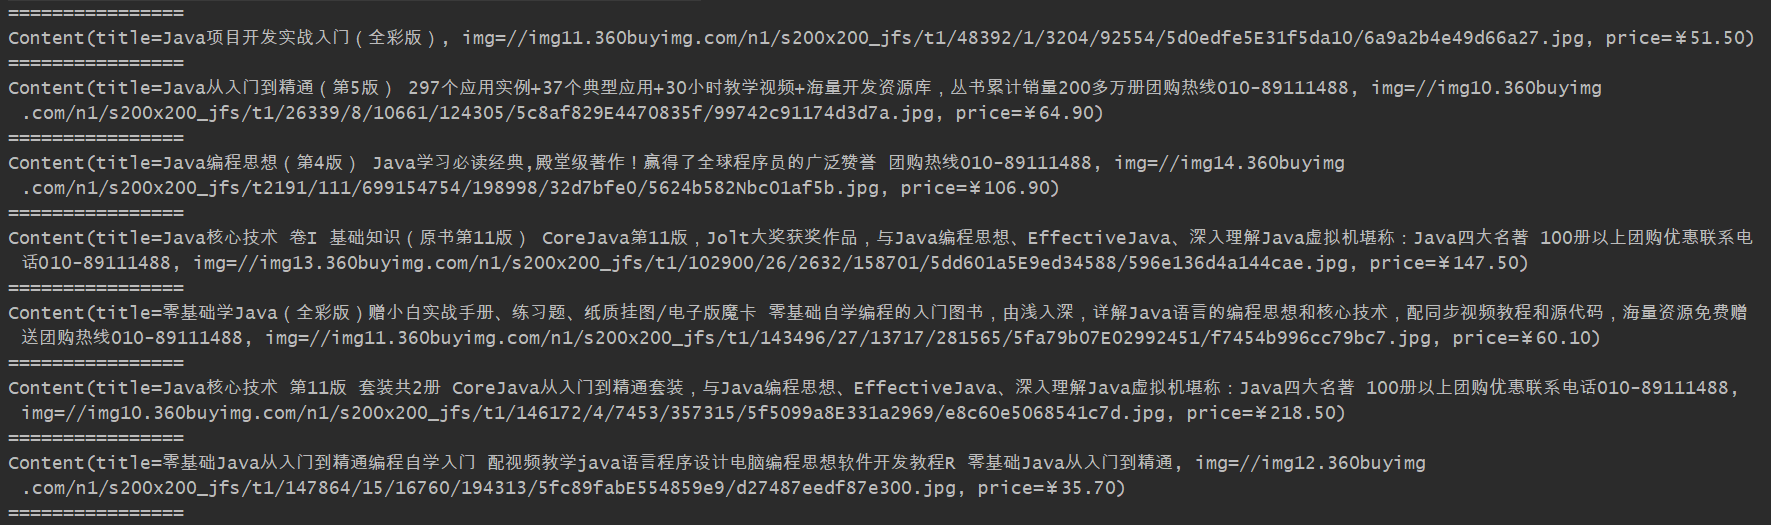 ================
Content(title=Java项目开发实战入门（全彩版）, img=//img11.360buyimg.com/n1/s200x200_jfs/t1/48392/1/3204/92554/5d0edfe5E31f5da10/6a9a2b4e49d66a27.jpg, price=￥51.50)
================
Content(title=Java从入门到精通（第5版） 297个应用实例+37个典型应用+30小时教学视频+海量开发资源库，丛书累计销量200多万册团购热线010-89111488, img=//img10.360buyimg
.com/n1/s200x200_jfs/t1/26339/8/10661/124305/5c8af829E4470835f/99742c91174d3d7a.jpg, price=￥64.90)
================
Content(title=Java编程思想（第4版） Java学习必读经典,殿堂级著作！赢得了全球程序员的广泛赞誉 团购热线010-89111488, img=//img14.360buyimg
.com/n1/s200x200_jfs/t2191/111/699154754/198998/32d7bfe0/5624b582Nbc01af5b.jpg, price=￥106.90)
================
Content(title=Java核心技术 卷I 基础知识（原书第11版） CoreJava第11版，Jolt大奖获奖作品，与Java编程思想、EffectiveJava、深入理解Java虚拟机堪称：Java四大名著 100册以上团购优惠联系电
话010-89111488, img=//img13.360buyimg.com/n1/s200x200_jfs/t1/102900/26/2632/158701/5dd601a5E9ed34588/596e136d4a144cae.jpg, price=￥147.50)
================
Content(title=零基础学Java（全彩版）赠小白实战手册、练习题、纸质挂图/电子版魔卡 零基础自学编程的入门图书，由浅入深，详解Java语言的编程思想和核心技术，配同步视频教程和源代码，海量资源免费赠
送团购热线010-89111488, img=//img11.360buyimg.com/n1/s200x200_jfs/t1/143496/27/13717/281565/5fa79b07E02992451/f7454b996cc79bc7.jpg, price=￥60.10)
================
Content(title=Java核心技术 第11版 套装共2册 CoreJava从入门到精通套装，与Java编程思想、EffectiveJava、深入理解Java虚拟机堪称：Java四大名著 100册以上团购优惠联系电话010-89111488,
img=//img10.360buyimg.com/n1/s200x200_jfs/t1/146172/4/7453/357315/5f5099a8E331a2969/e8c60e5068541c7d.jpg, price=￥218.50)
================
Content(title=零基础Java从入门到精通编程自学入门 配视频教学java语言程序设计电脑编程思想软件开发教程R 零基础Java从入门到精通, img=//img12.360buyimg
.com/n1/s200x200_jfs/t1/147864/15/16760/194313/5fc89fabE554859e9/d27487eedf87e300.jpg, price=￥35.70)
================